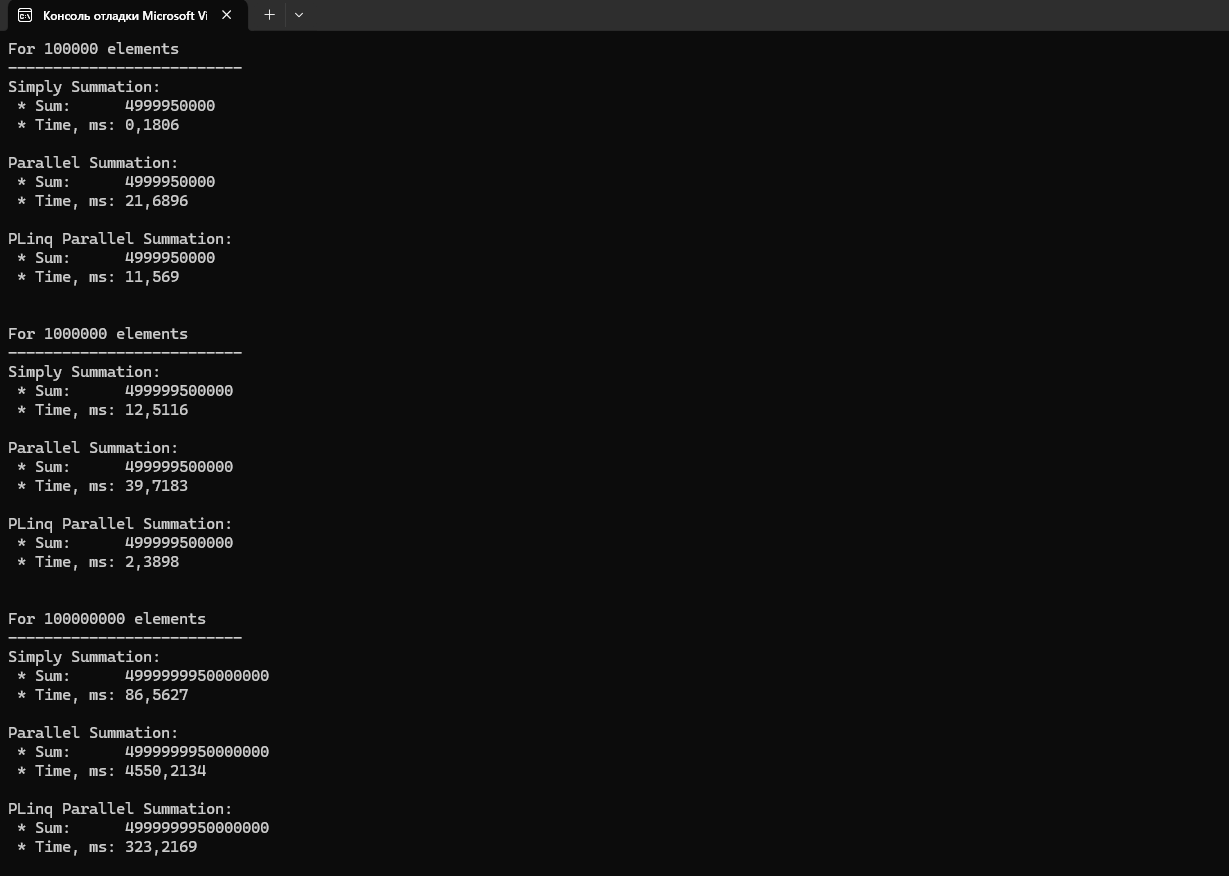 Консоль отладки Microsoft Vi
For 100000 elements
--------------------------
Simply Summation:
 * Sum:      4999950000
 * Time, ms: 0,1806
Parallel Summation:
 * Sum:      4999950000
 * Time, ms: 21,6896
PLinq Parallel Summation:
 * Sum:      4999950000
 * Time, ms: 11,569
For 1000000 elements
--------------------------
Simply Summation:
 * Sum:      499999500000
 * Time, ms: 12,5116
Parallel Summation:
 * Sum:      499999500000
 * Time, ms: 39,7183
PLinq Parallel Summation:
 * Sum:      499999500000
 * Time, ms: 2,3898
For 100000000 elements
--------------------------
Simply Summation:
 * Sum:      4999999950000000
 * Time, ms: 86,5627
Parallel Summation:
 * Sum:      4999999950000000
 * Time, ms: 4550,2134
PLinq Parallel Summation:
 * Sum:      4999999950000000
 * Time, ms: 323,2169